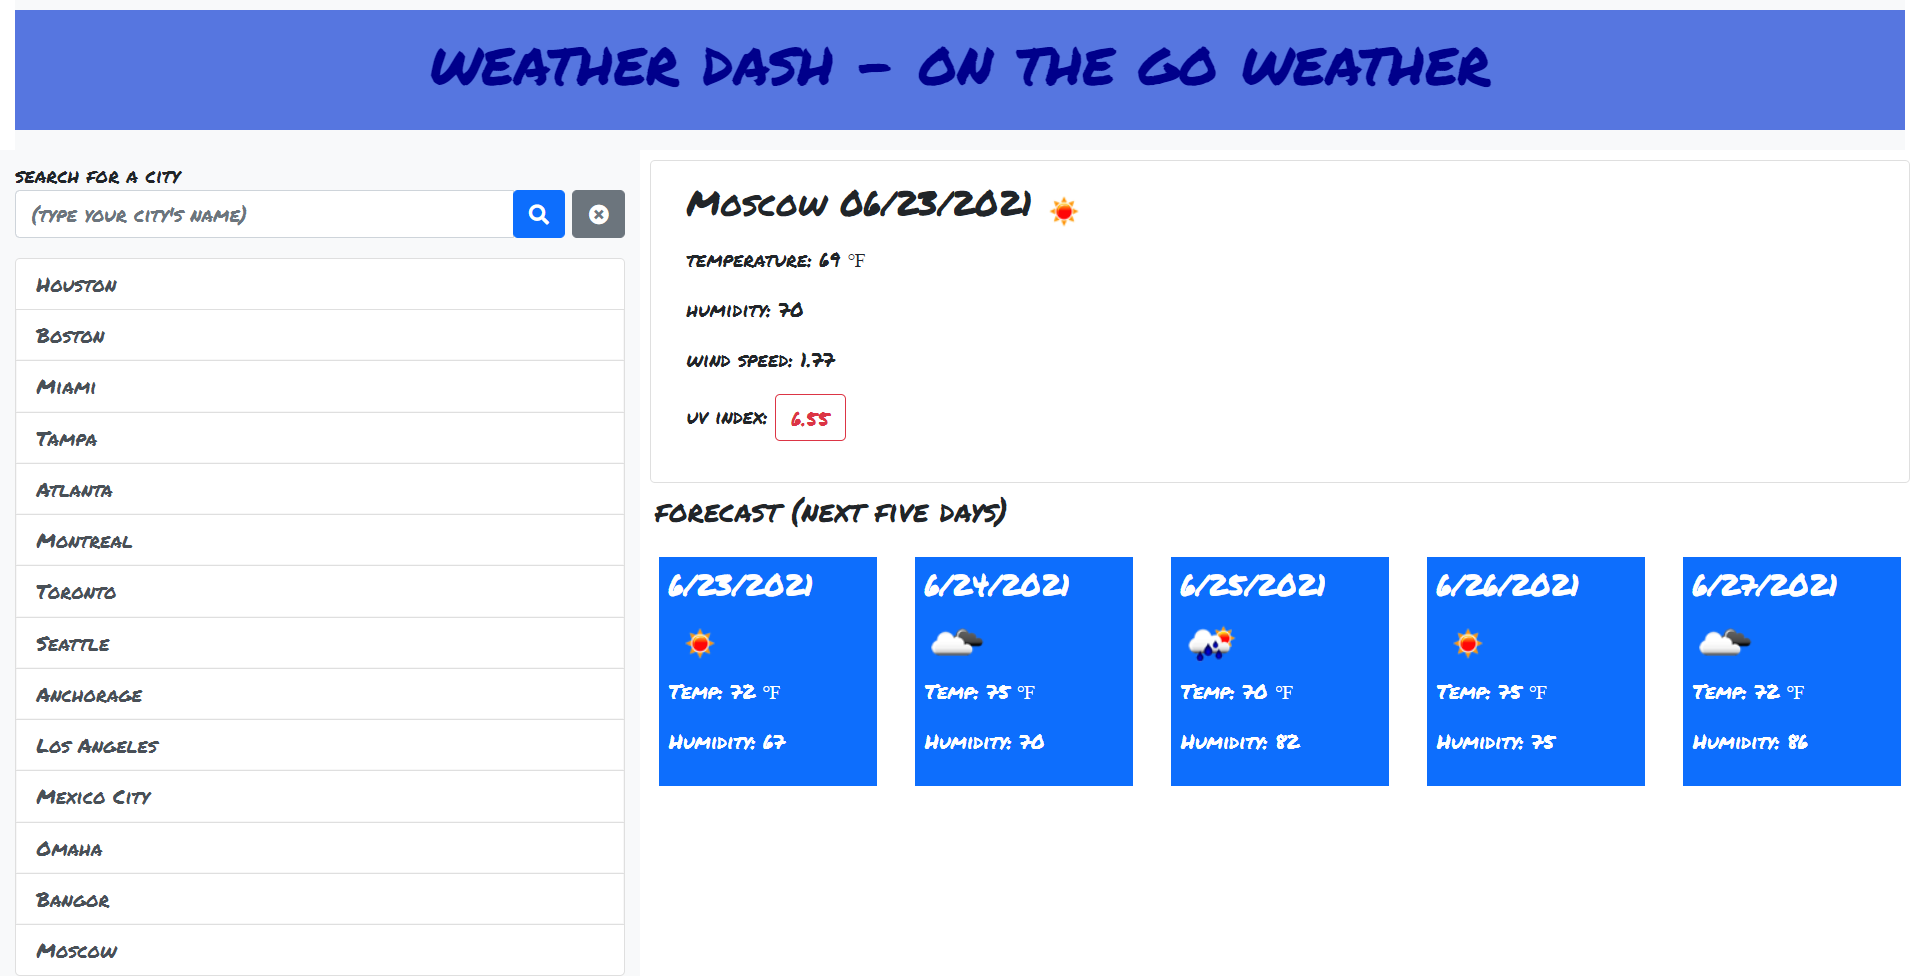 WEATHER DASH - ON THE GO WEATHER
SEARCH FOR A CITY
(TYPE YOUR CITY'S NAME)
Houston
Boston
Miami
Tampa
Atlanta
Montreal
Toronto
Seattle
Anchorage
Los Angeles
Mexico City
Omaha
Bangor
Moscow
Moscow 06/23/2021
TEMPERATURE: 69 °F
HUMIDITY: 70
WIND SPEED: 1.77
UV INDEX: 6.55
FORECAST (NEXT FIVE DAYS)
6/23/2021
Temp: 72 °F
Humidity: 67
6/24/2021
Temp: 75 °F
Humidity: 70
6/25/2021
Temp: 70 °F
Humidity: 82
6/26/2021
Temp: 75 °F
Humidity: 75
6/27/2021
Temp: 72 °F
Humidity: 86